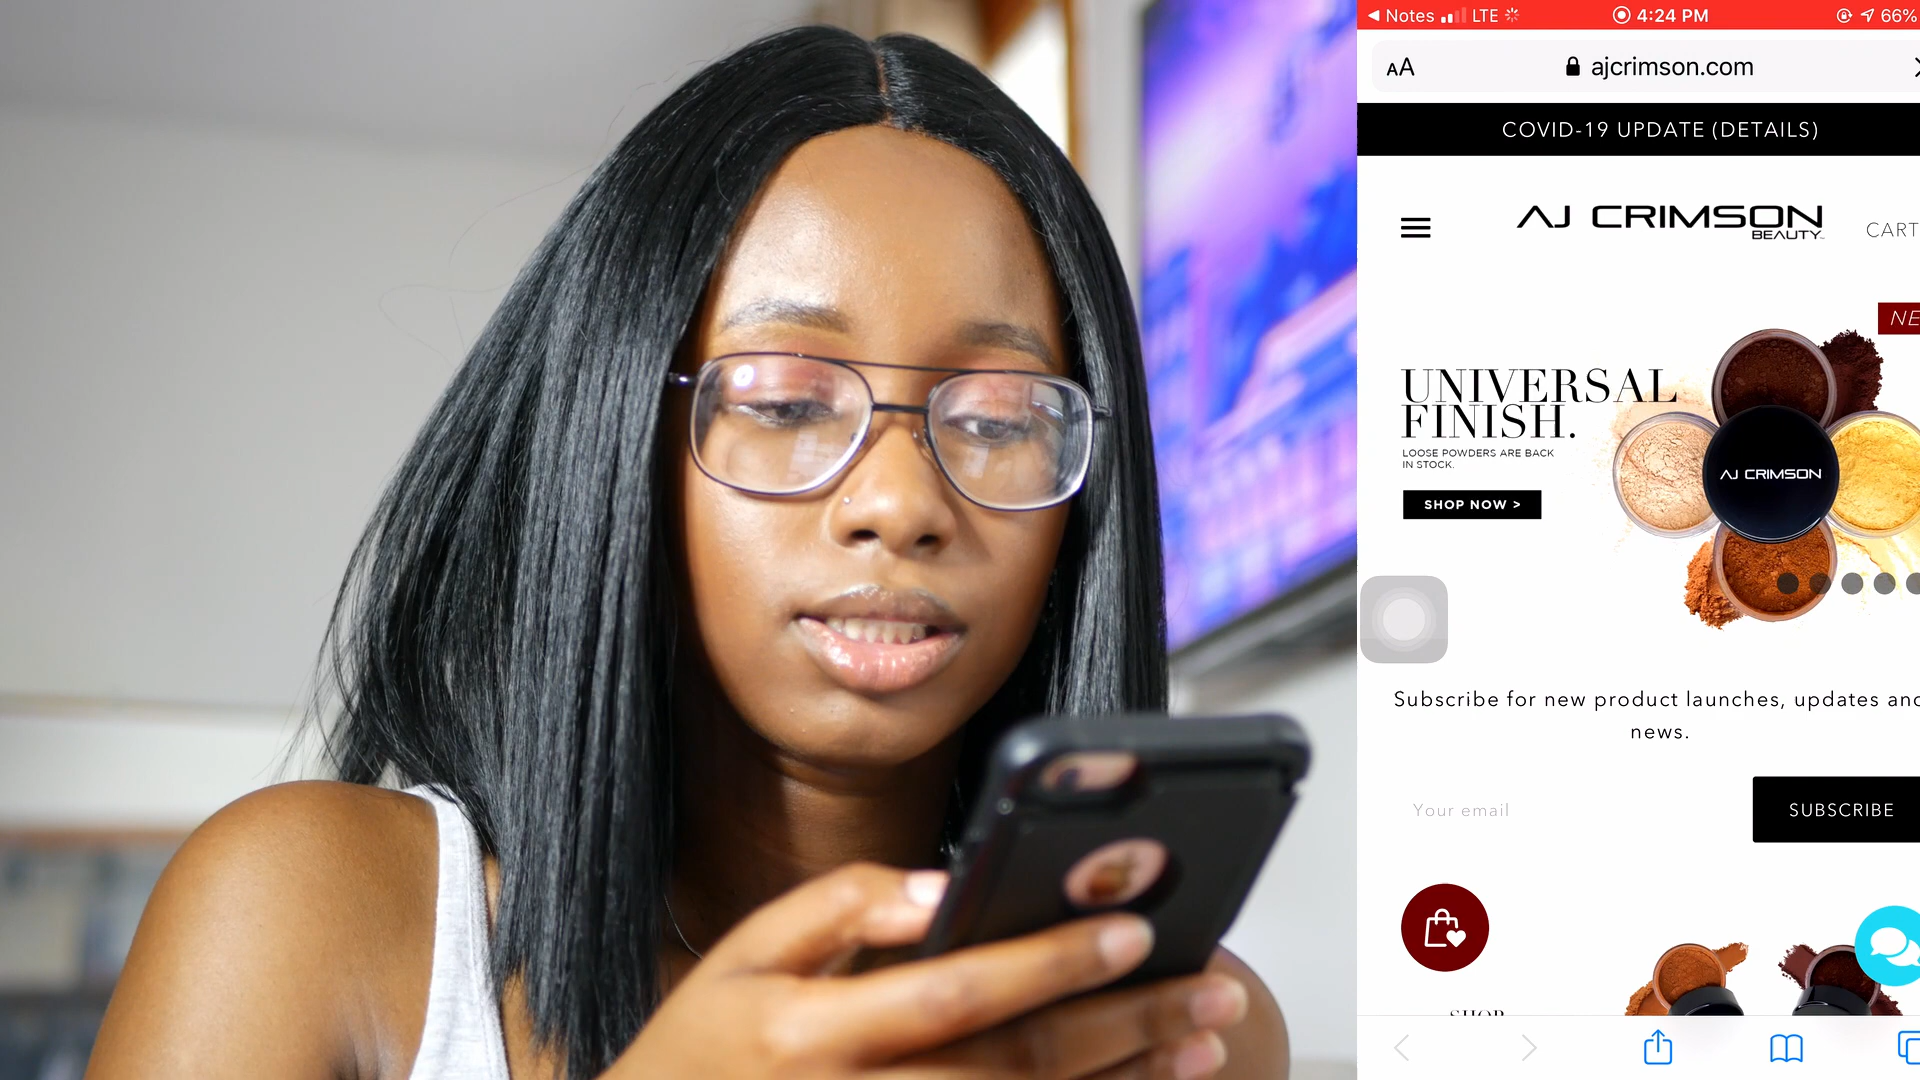 Notes LTE 4:24 PM 66%
AA ajcrimson.com
COVID-19 UPDATE (DETAILS)
AJ CRIMSON
BEAUTY
CART
NE
UNIVERSAL
FINISH.
LOOSE POWDERS ARE BACK
IN STOCK.
AJ CRIMSON
SHOP NOW >
Subscribe for new product launches, updates and
news.
Your email
SUBSCRIBE
SHOP